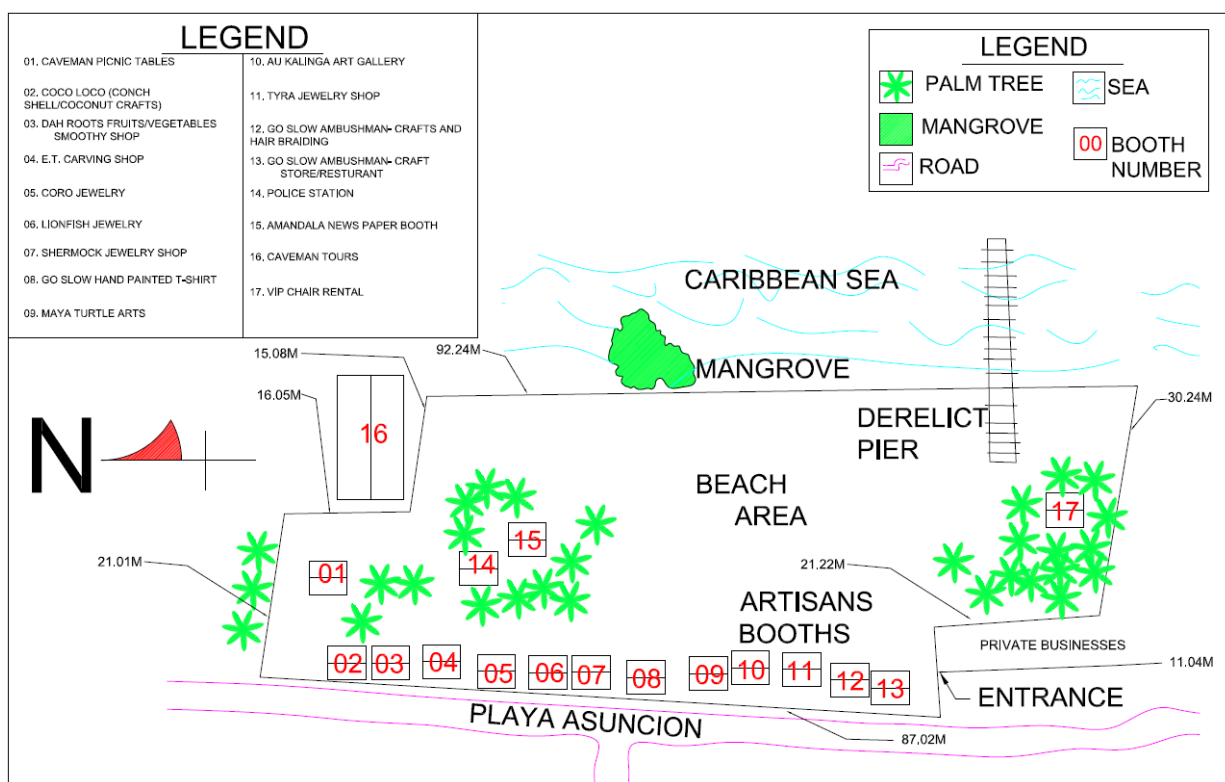 LEGEND
01. CAVEMAN PICNIC TABLES
02. COCO LOCO (CONCH
SHELL/COCONUT CRAFTS)
03. DAH ROOTS FRUITS/VEGETABLES
SMOOTHY SHOP
04. E.T. CARVING SHOP
05. CORO JEWELRY
06. LIONFISH JEWELRY
07. SHERMOCK JEWELRY SHOP
08. GO SLOW HAND PAINTED T-SHIRT
09. MAYA TURTLE ARTS
10. AU KALINGA ART GALLERY
11. TYRA JEWELRY SHOP
12. GO SLOW AMBUSHMAN- CRAFTS AND
HAIR BRAIDING
13. GO SLOW AMBUSHMAN- CRAFT
STORE/RESTURANT
14. POLICE STATION
15. AMANDALA NEWS PAPER BOOTH
16. CAVEMAN TOURS
17. VIP CHAIR RENTAL
LEGEND
PALM TREE
SEA
MANGROVE
00
BOOTH
NUMBER
ROAD
CARIBBEAN SEA
MANGROVE
15.08M
92.24M
16.05M
30.24M
DERELICT
PIER
N
16
BEACH
AREA
17
15
14
01
21.01M
21.22M
ARTISANS
BOOTHS
PRIVATE BUSINESSES
11.04M
ENTRANCE
02
03
04
05
06
07
08
09
10
11
12
13
PLAYA ASUNCION
87.02M